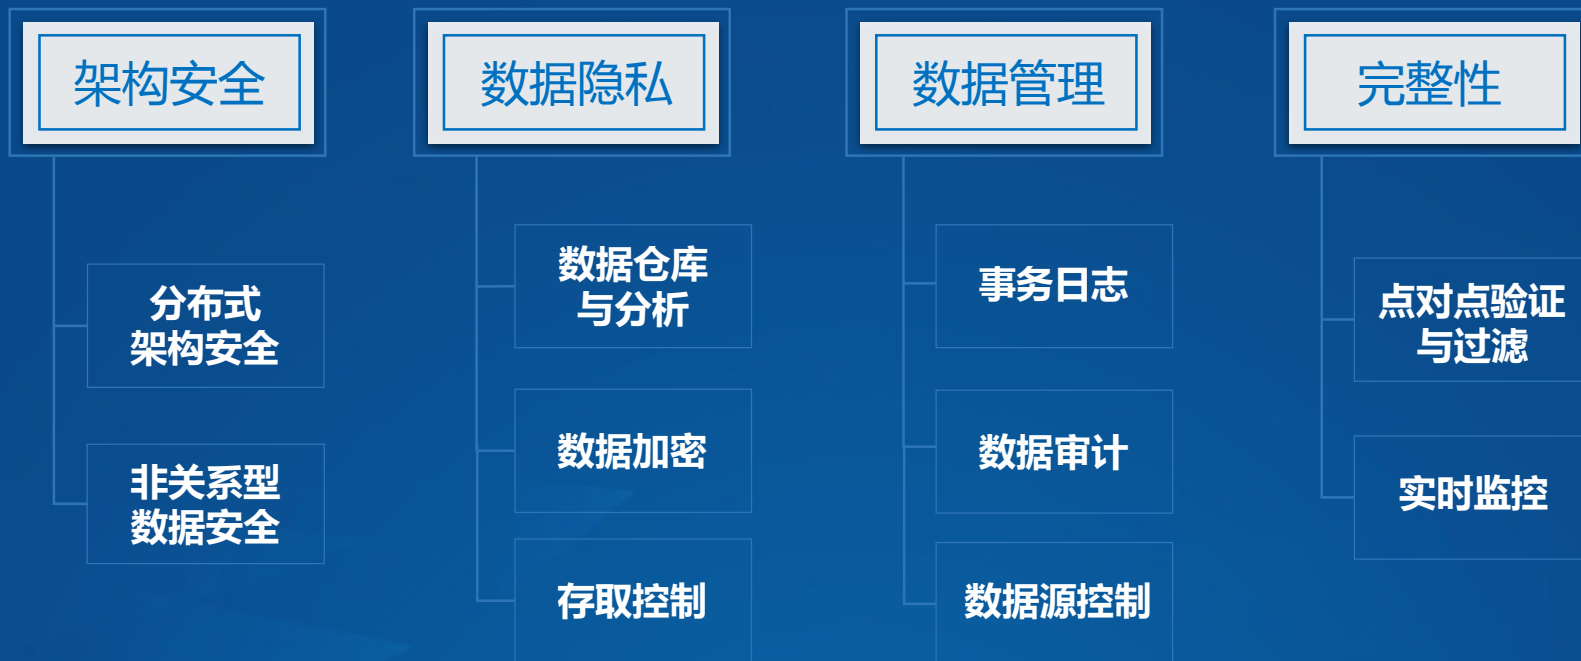 架构安全
分布式
架构安全
非关系型
数据安全
数据隐私
数据仓库
与分析
数据加密
存取控制
数据管理
事务日志
数据审计
数据源控制
完整性
点对点验证
与过滤
实时监控